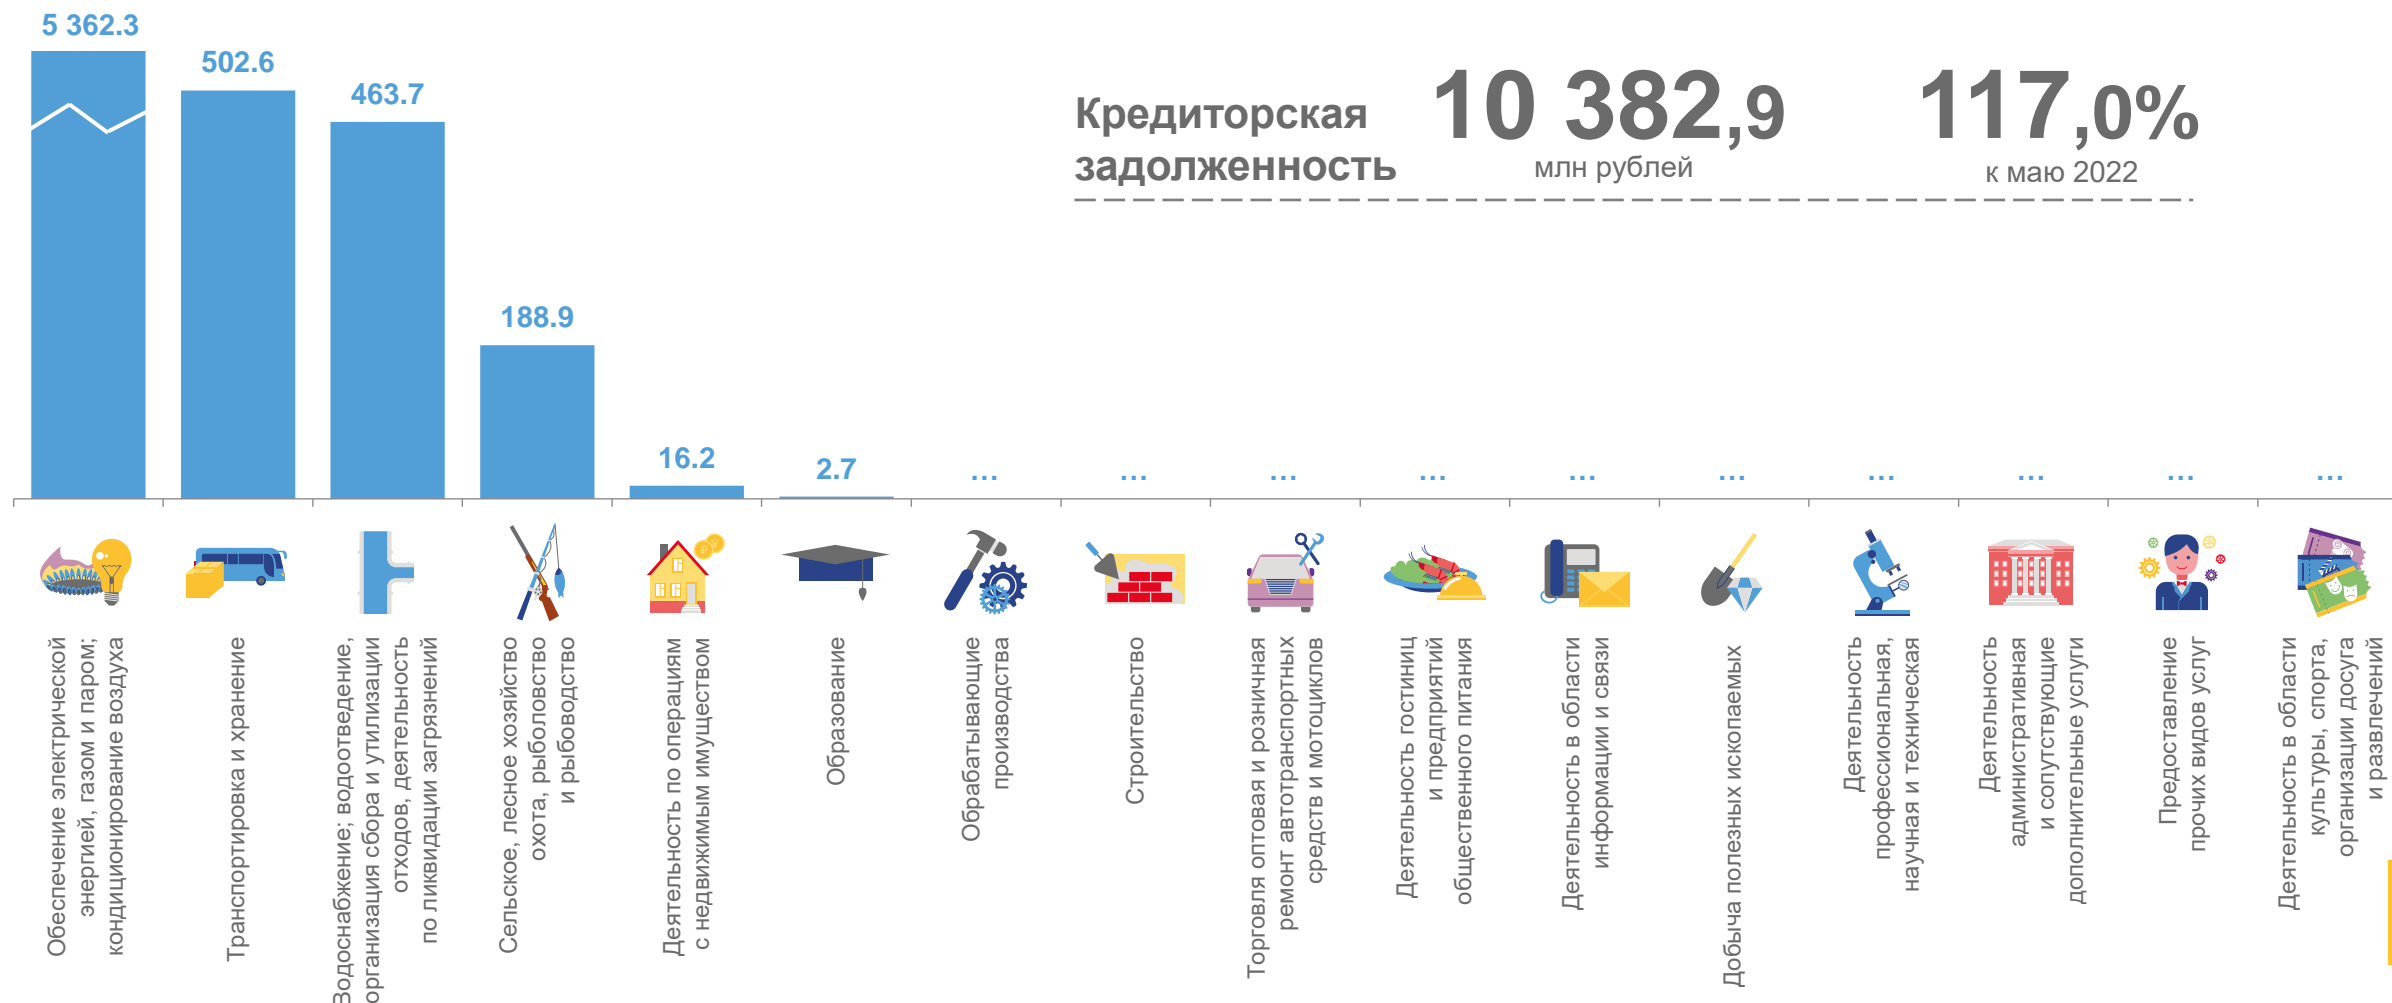 5 362.3
502.6
463.7
188.9
16.2
2.7
...
...
...
...
...
...
...
...
...
...
Кредиторская
задолженность
10 382,9
млн рублей
117,0%
к маю 2022
Обеспечение электрической
энергией, газом и паром;
кондиционирование воздуха
Транспортировка и хранение
Водоснабжение; водоотведение,
организация сбора и утилизации
отходов, деятельность
по ликвидации загрязнений
Сельское, лесное хозяйство
охота, рыболовство
и рыбоводство
Деятельность по операциям
с недвижимым имуществом
Образование
Обрабатывающие
производства
Строительство
Торговля оптовая и розничная
ремонт автотранспортных
средств и мотоциклов
Деятельность гостиниц
и предприятий
общественного питания
Деятельность в области
информации и связи
Добыча полезных ископаемых
Деятельность
профессиональная,
научная и техническая
Деятельность
административная
и сопутствующие
дополнительные услуги
Предоставление
прочих видов услуг
Деятельность в области
культуры, спорта,
организации досуга
и развлечений